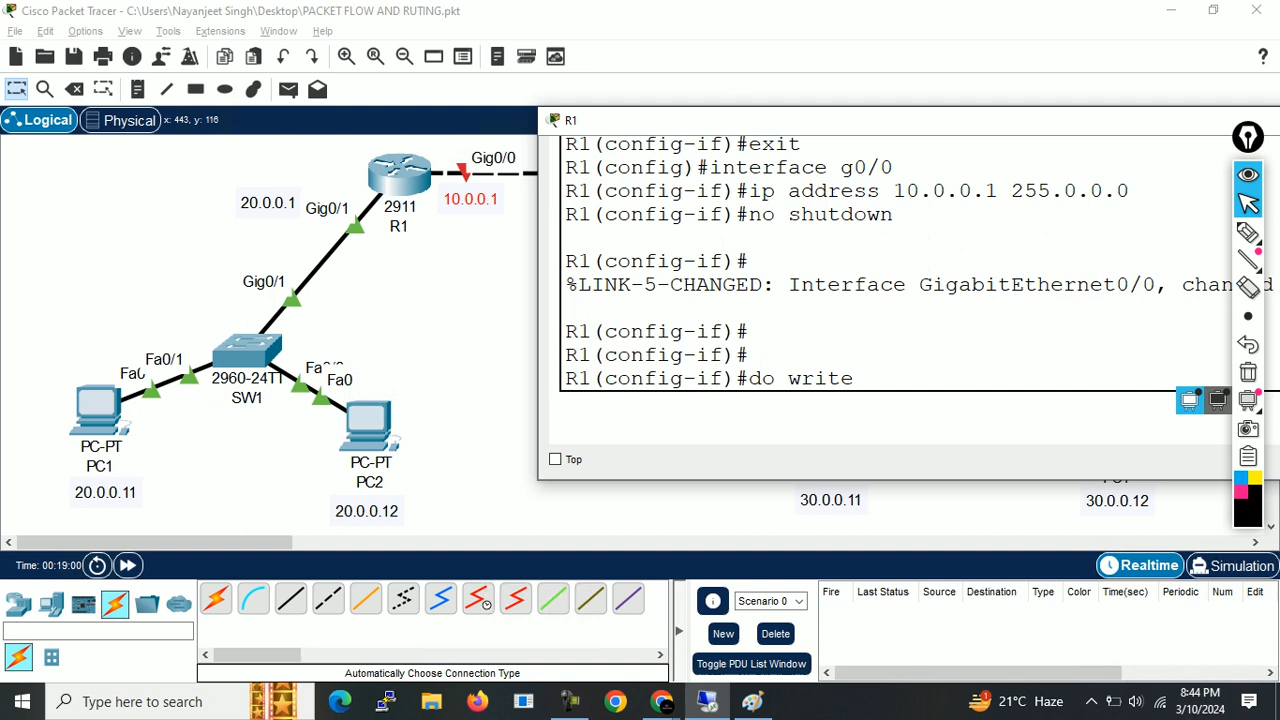 Cisco Packet Tracer - C:\Users\Nayanjeet Singh\Desktop\PACKET FLOW AND RUTING.pkt
File Edit Options View Tools Extensions Window Help
Logical Physical x: 443, y: 116
R1
R1(config-if)#exit
R1(config)#interface g0/0
R1(config-if)#ip address 10.0.0.1 255.0.0.0
R1(config-if)#no shutdown
R1(config-if)#
%LINK-5-CHANGED: Interface GigabitEthernet0/0, changed
R1(config-if)#
R1(config-if)#
R1(config-if)#do write
Top
Gig0/0
10.0.0.1
20.0.0.1
Gig0/1
2911
R1
Gig0/1
Fa0/1
Fa0
2960-24TT
SW1
Fa0
PC-PT
PC1
20.0.0.11
PC-PT
PC2
20.0.0.12
30.0.0.11
30.0.0.12
Time: 00:19:00
Realtime Simulation
Scenario 0
New Delete
Toggle PDU List Window
Fire Last Status Source Destination Type Color Time(sec) Periodic Num Edit
Automatically Choose Connection Type
Type here to search
21°C Haze
8:44 PM
3/10/2024